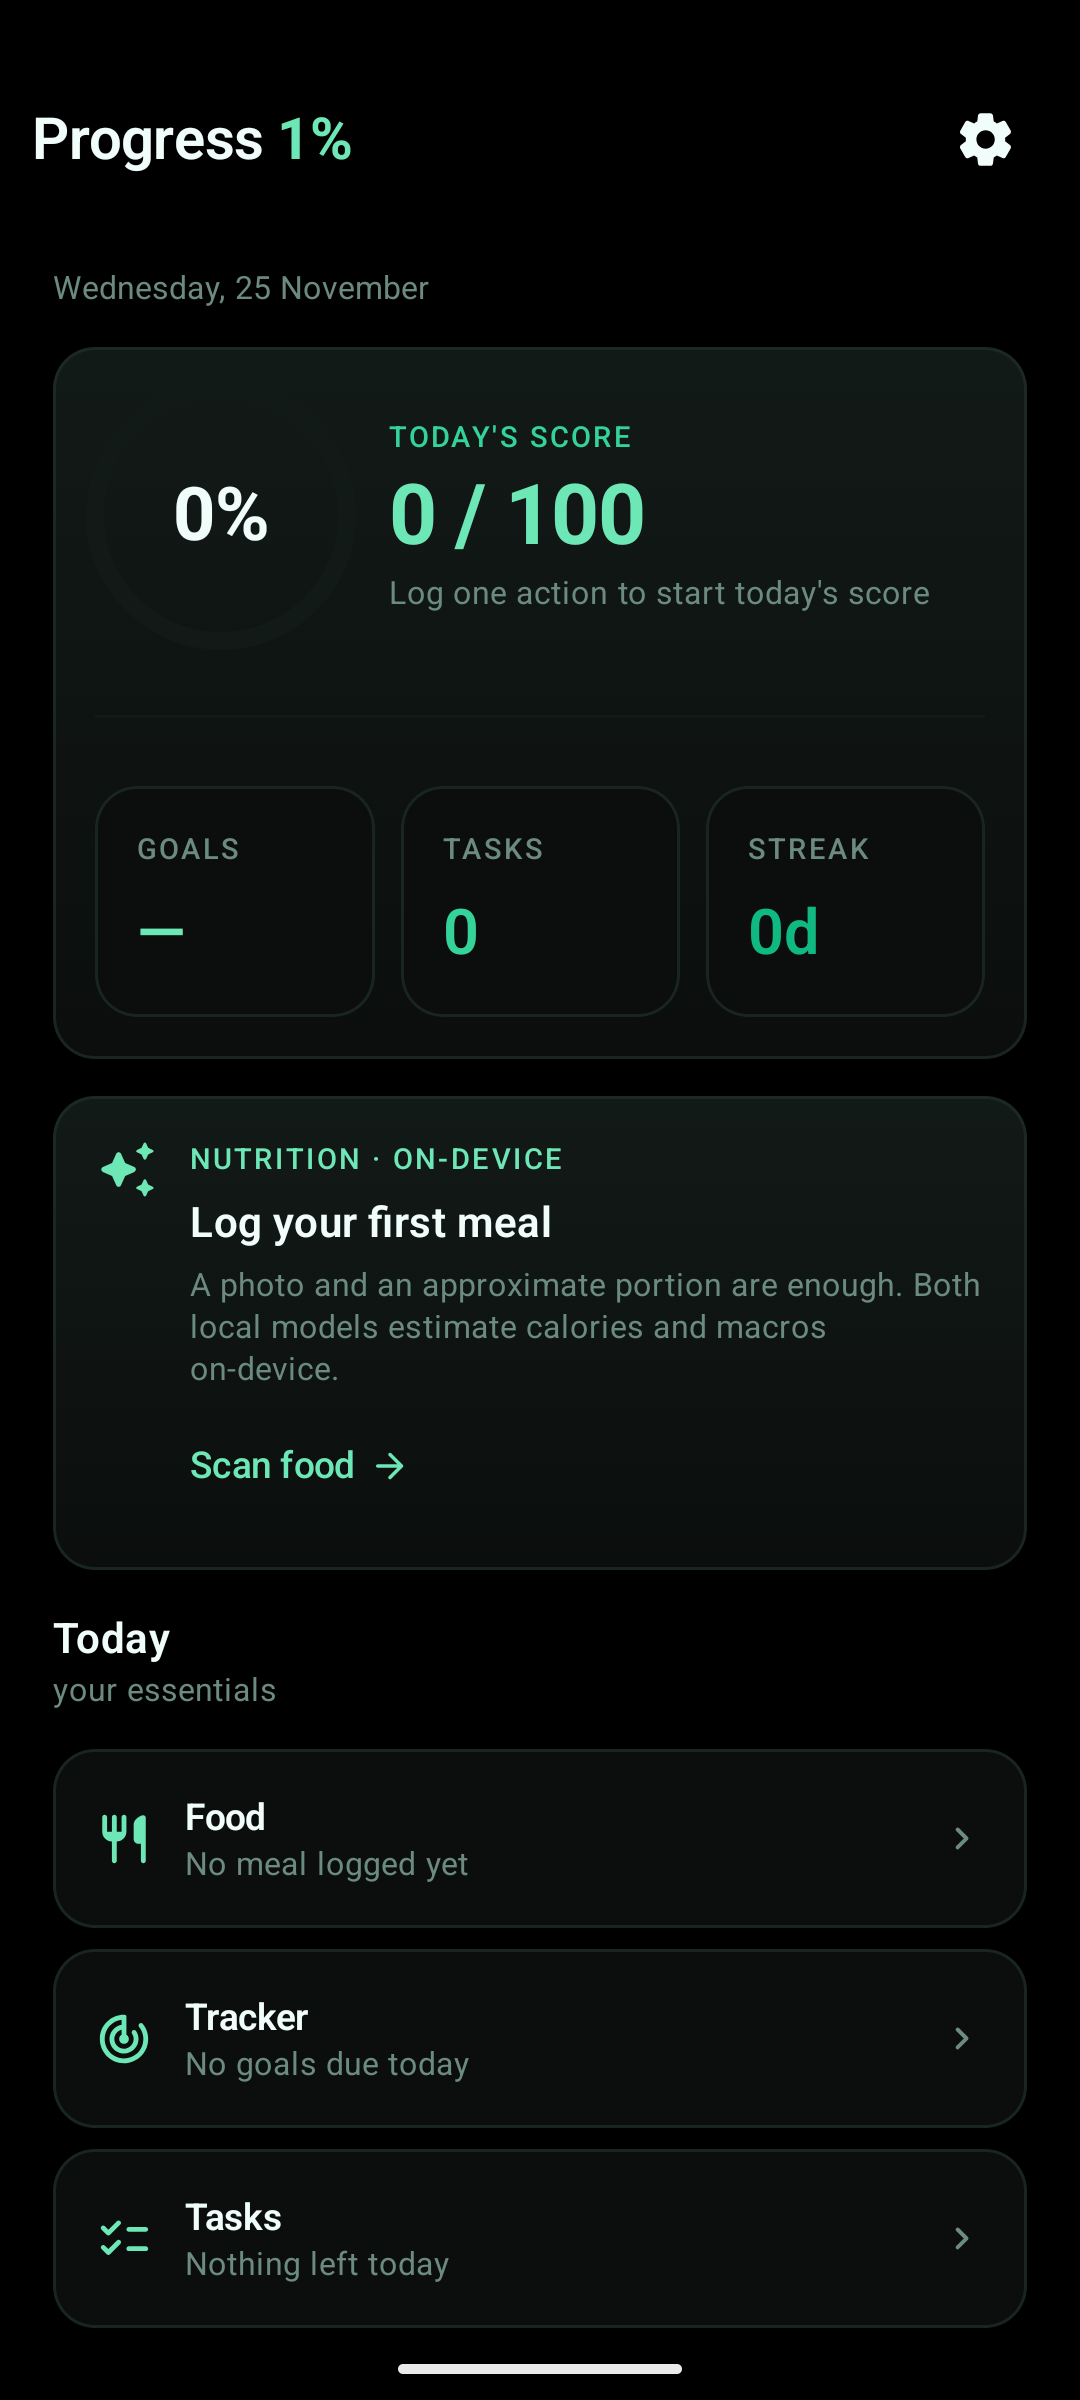 Progress 1%
Wednesday, 25 November
0%
TODAY'S SCORE
0 / 100
Log one action to start today's score
GOALS
—
TASKS
0
STREAK
0d
NUTRITION · ON-DEVICE
Log your first meal
A photo and an approximate portion are enough. Both
local models estimate calories and macros
on-device.
Scan food →
Today
your essentials
Food
No meal logged yet
Tracker
No goals due today
Tasks
Nothing left today